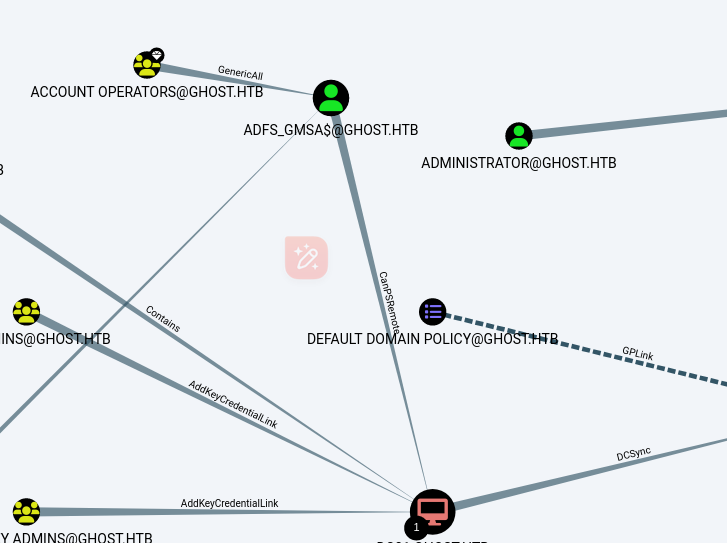 GenericAll
ACCOUNT OPERATORS@GHOST.HTB
ADFS_GMSA$@GHOST.HTB
ADMINISTRATOR@GHOST.HTB
B
CanPSRemote
Contains
INS@GHOST.HTB
DEFAULT DOMAIN POLICY@GHOST.HTB
GPLink
AddKeyCredentialLink
DCSync
AddKeyCredentialLink
1
Y ADMINS@GHOST.HTB